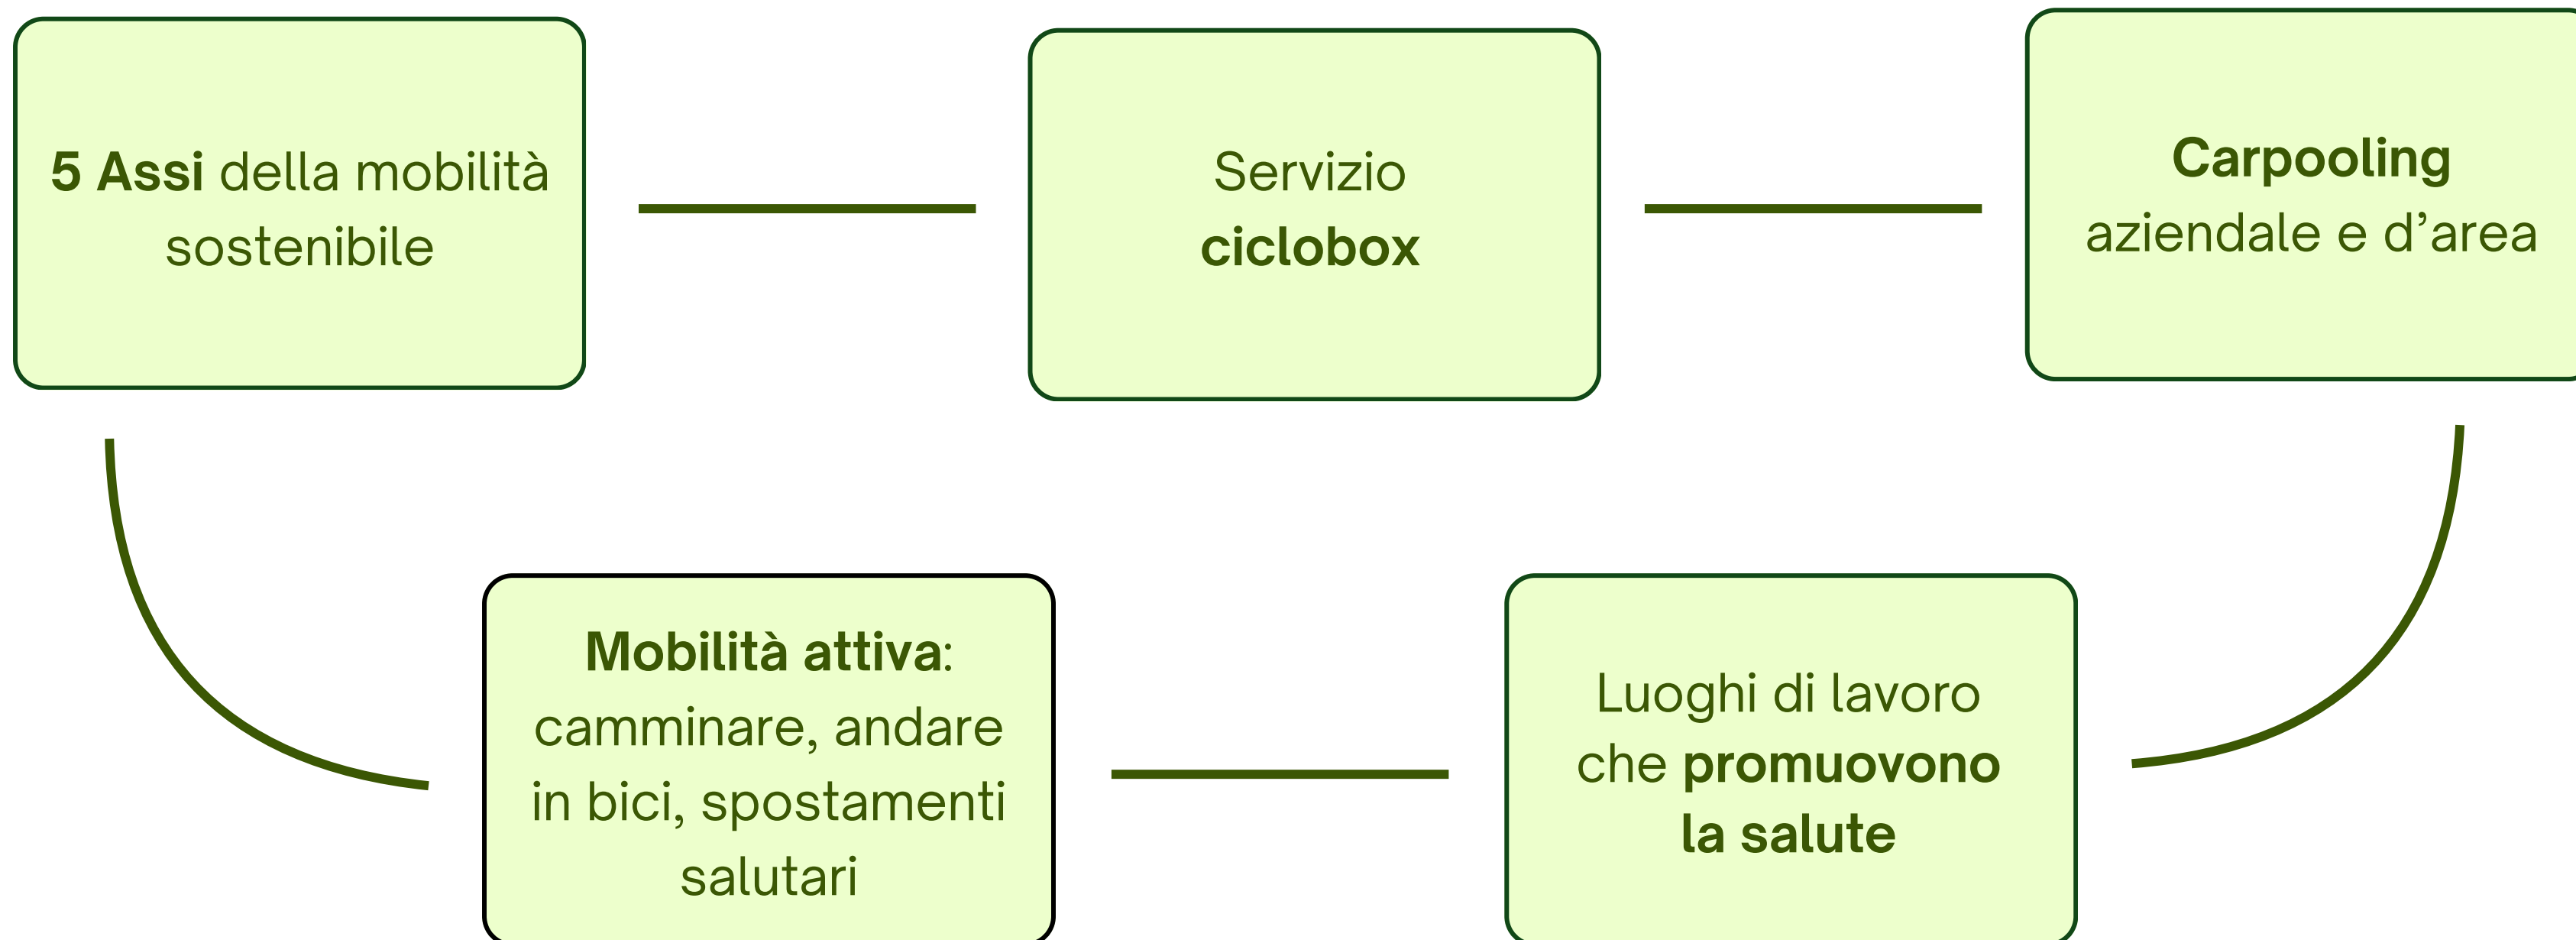 5 Assi della mobilità
sostenibile
Servizio
ciclobox
Carpooling
aziendale e d’area
Mobilità attiva:
camminare, andare
in bici, spostamenti
salutari
Luoghi di lavoro
che promuovono
la salute